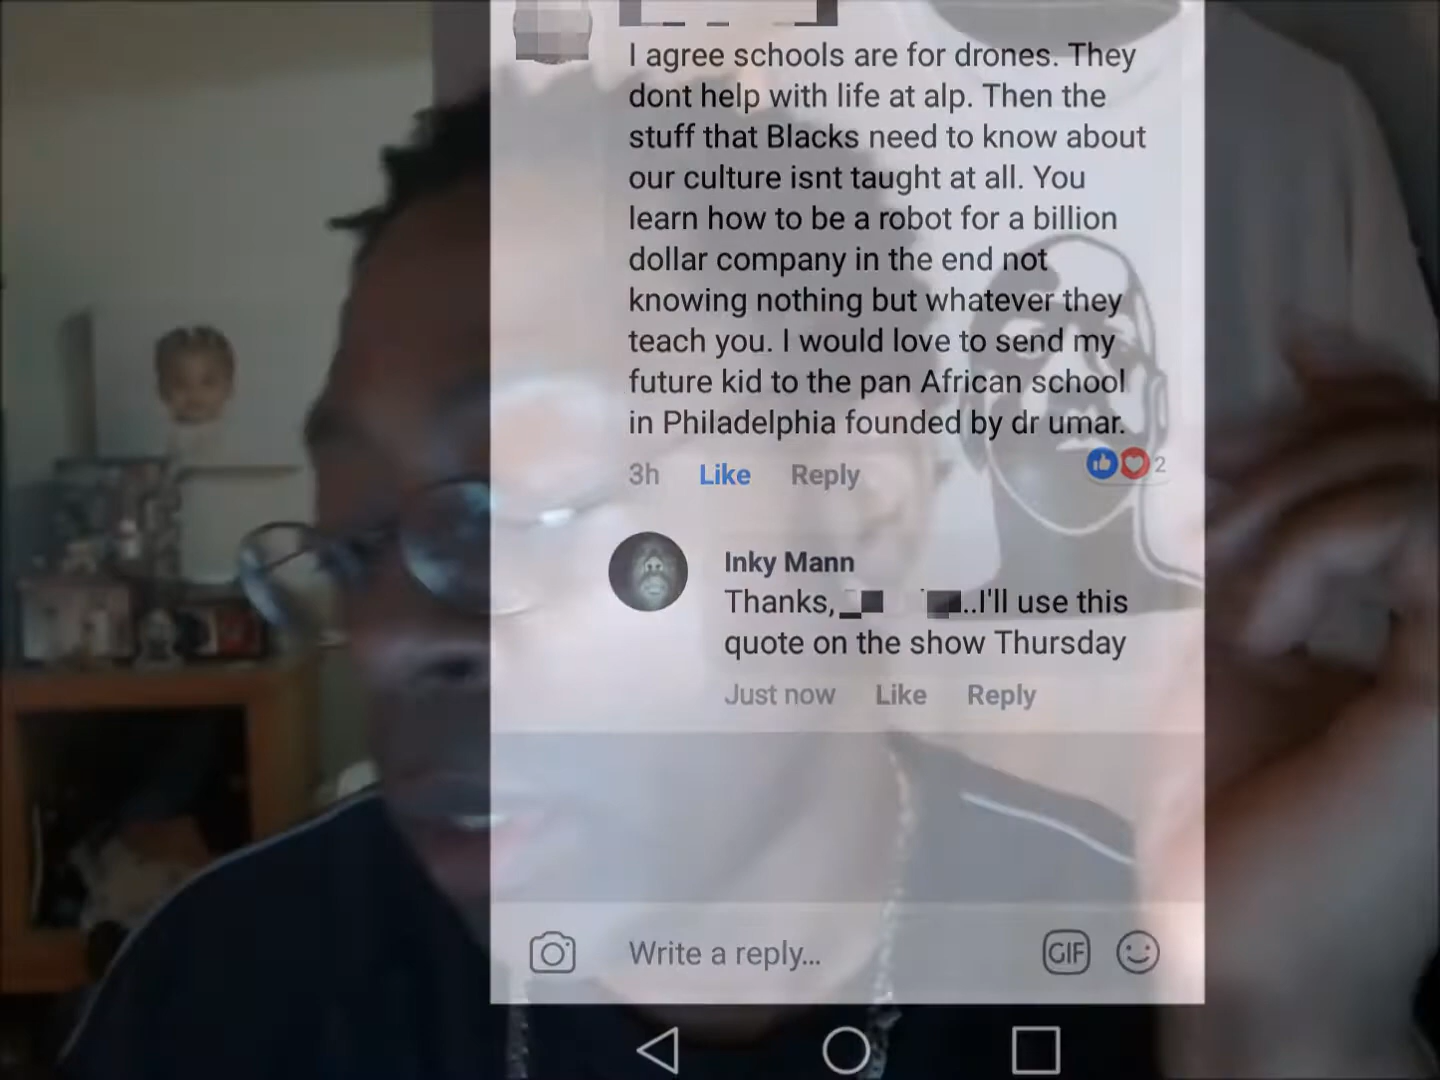 I agree schools are for drones. They
dont help with life at alp. Then the
stuff that Blacks need to know about
our culture isnt taught at all. You
learn how to be a robot for a billion
dollar company in the end not
knowing nothing but whatever they
teach you. I would love to send my
future kid to the pan African school
in Philadelphia founded by dr umar.
3h Like Reply 2
Inky Mann
Thanks, ..I'll use this
quote on the show Thursday
Just now Like Reply
Write a reply... GIF